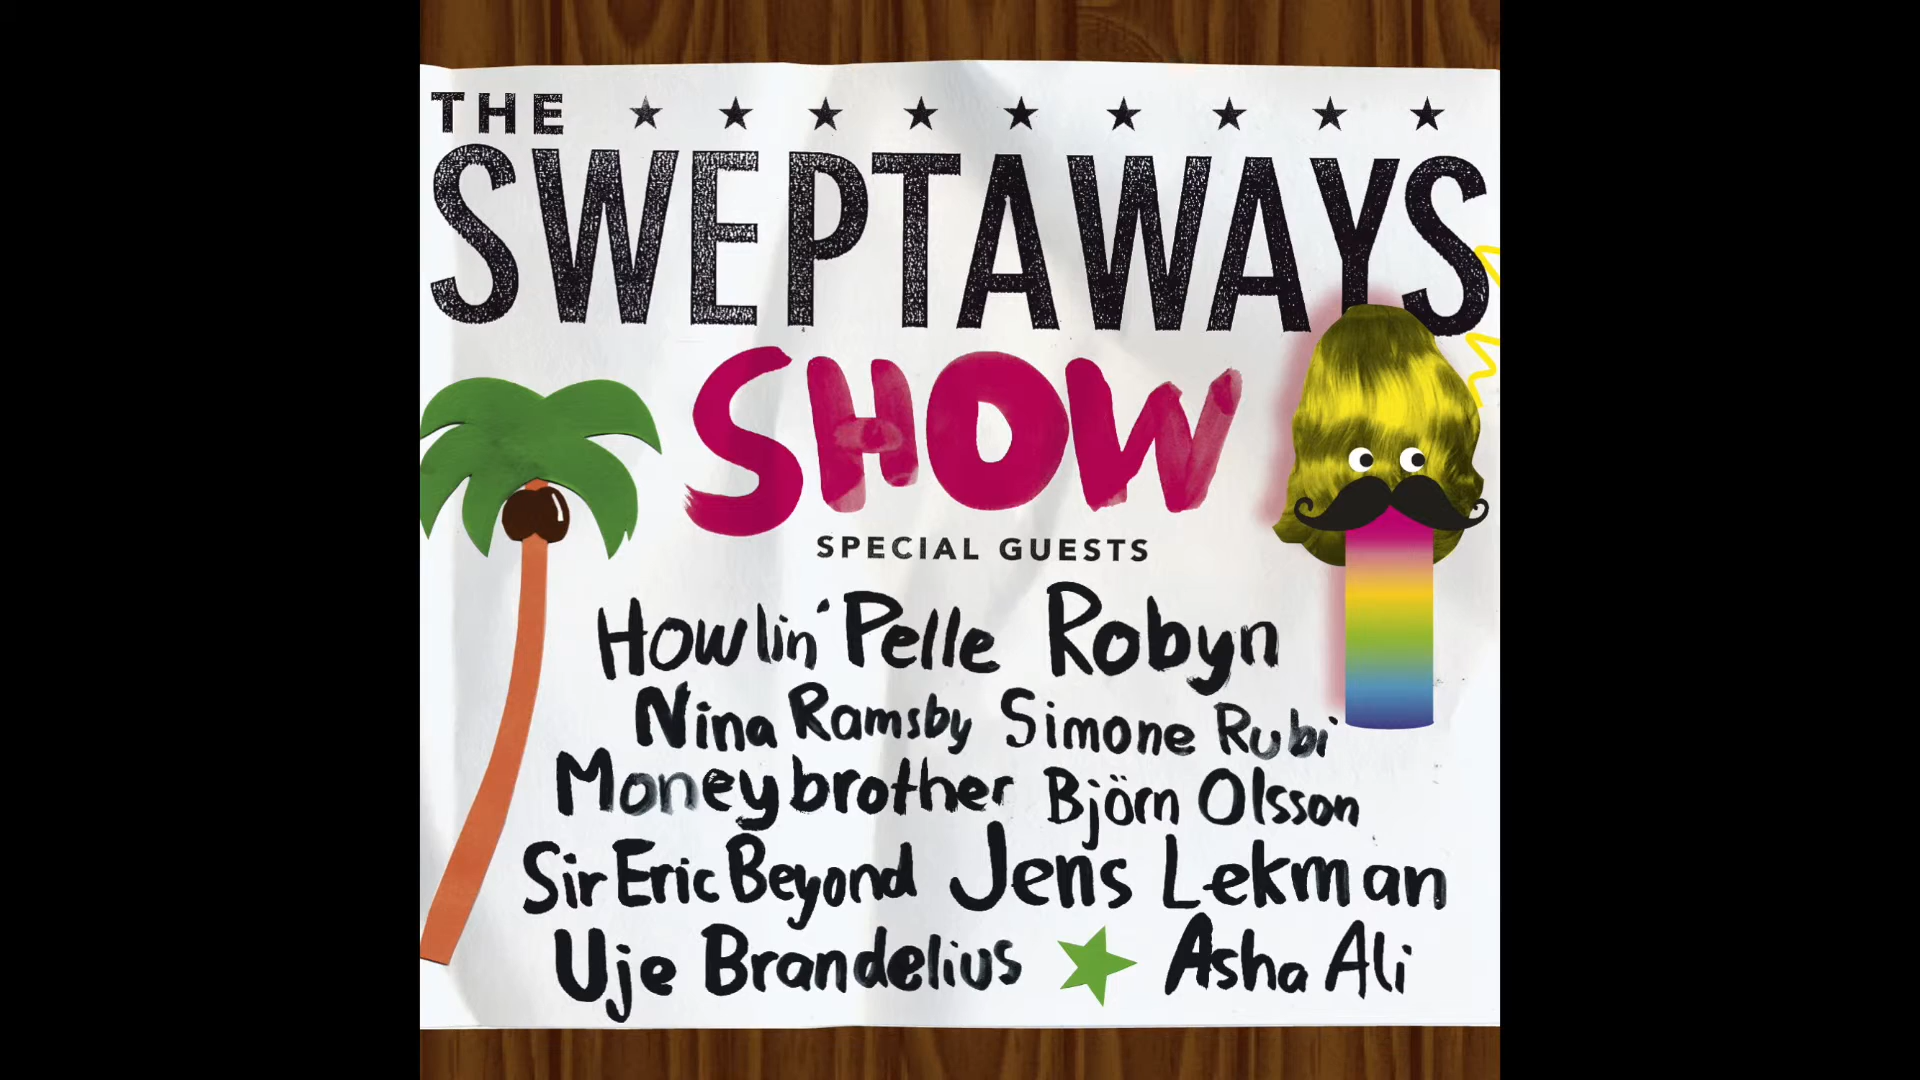 THE
SWEPTAWAYS
SHOW
SPECIAL GUESTS
Howlin' Pelle Robyn
Nina Ramsby Simone Rubi
Moneybrother Björn Olsson
Sir Eric Beyond Jens Lekman
Uje Brandelius Asha Ali